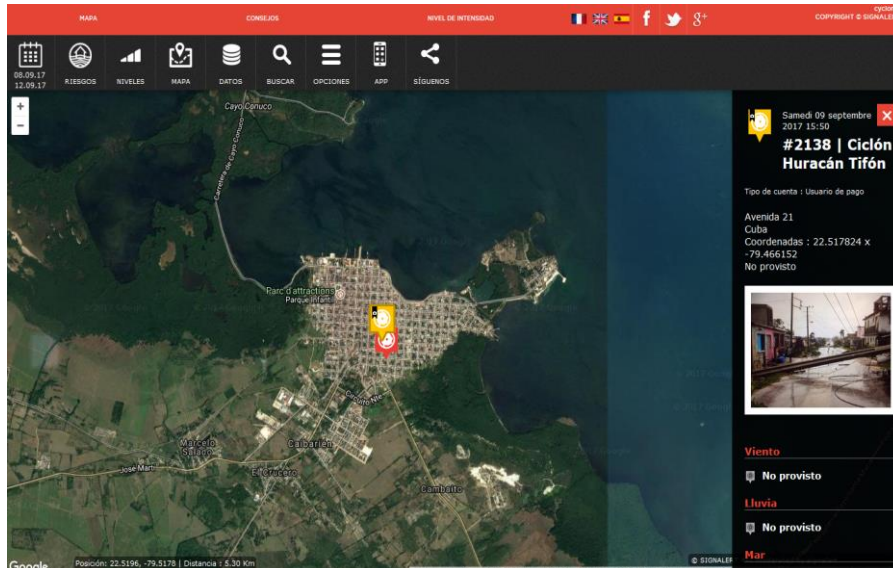 MAPA
CONSEJOS
NIVEL DE INTENSIDAD
f
g+
COPYRIGHT © SIGNALE
08.09.17
12.09.17
RIESGOS
NIVELES
MAPA
DATOS
BUSCAR
OPCIONES
APP
SÍGUENOS
+
−
Cayo Conuco
Carretera de Cayo Conuco
Parc d'attractions
Parque Infantil
Marcelo
Salado
José Martí
Caibarién
El Crucero
Cambaito
Google
Posición: 22.5196, -79.5178 | Distancia : 5.30 Km
© SIGNALE
Samedi 09 septembre
2017 15:50
#2138 | Ciclón
Huracán Tifón
Tipo de cuenta : Usuario de pago
Avenida 21
Cuba
Coordenadas : 22.517824 x
-79.466152
No provisto
Viento
No provisto
Lluvia
No provisto
Mar